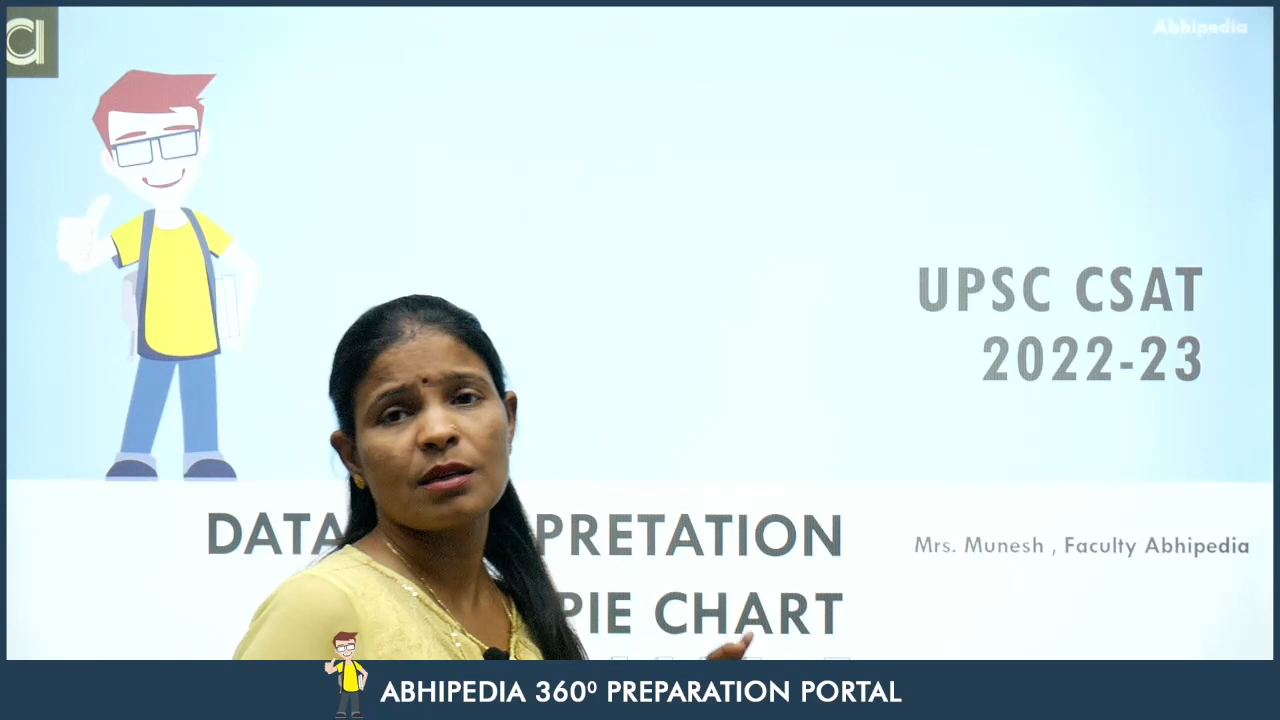 a
Abhipedia
UPSC CSAT
2022-23
DATA PRETATION
Mrs. Munesh , Faculty Abhipedia
PIE CHART
ABHIPEDIA 360⁰ PREPARATION PORTAL